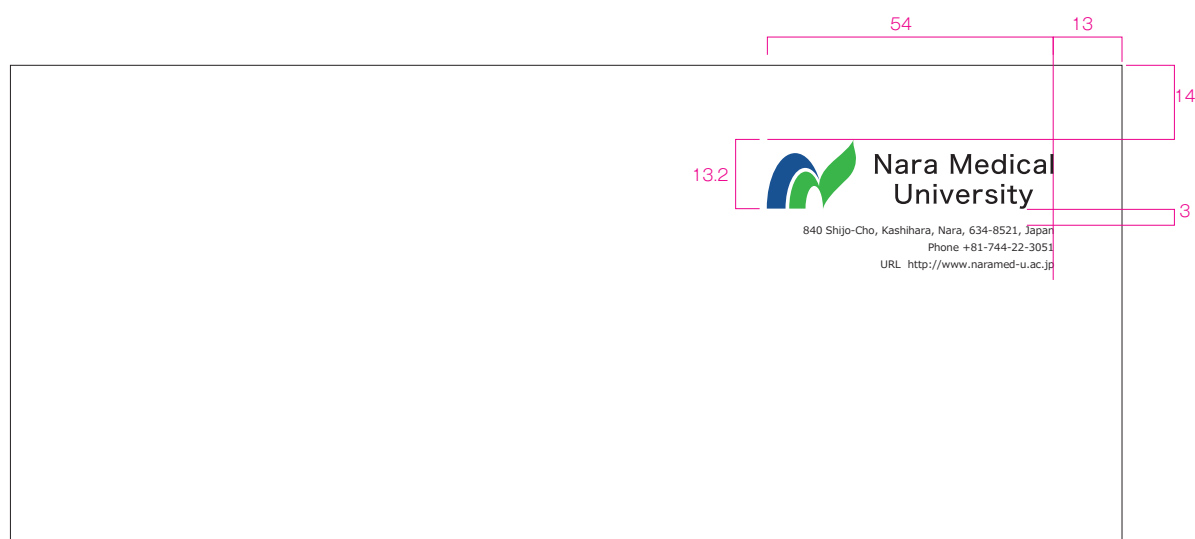 54 13
14
13.2
Nara Medical
University
3
840 Shijo-Cho, Kashihara, Nara, 634-8521, Japan
Phone +81-744-22-3051
URL http://www.naramed-u.ac.jp